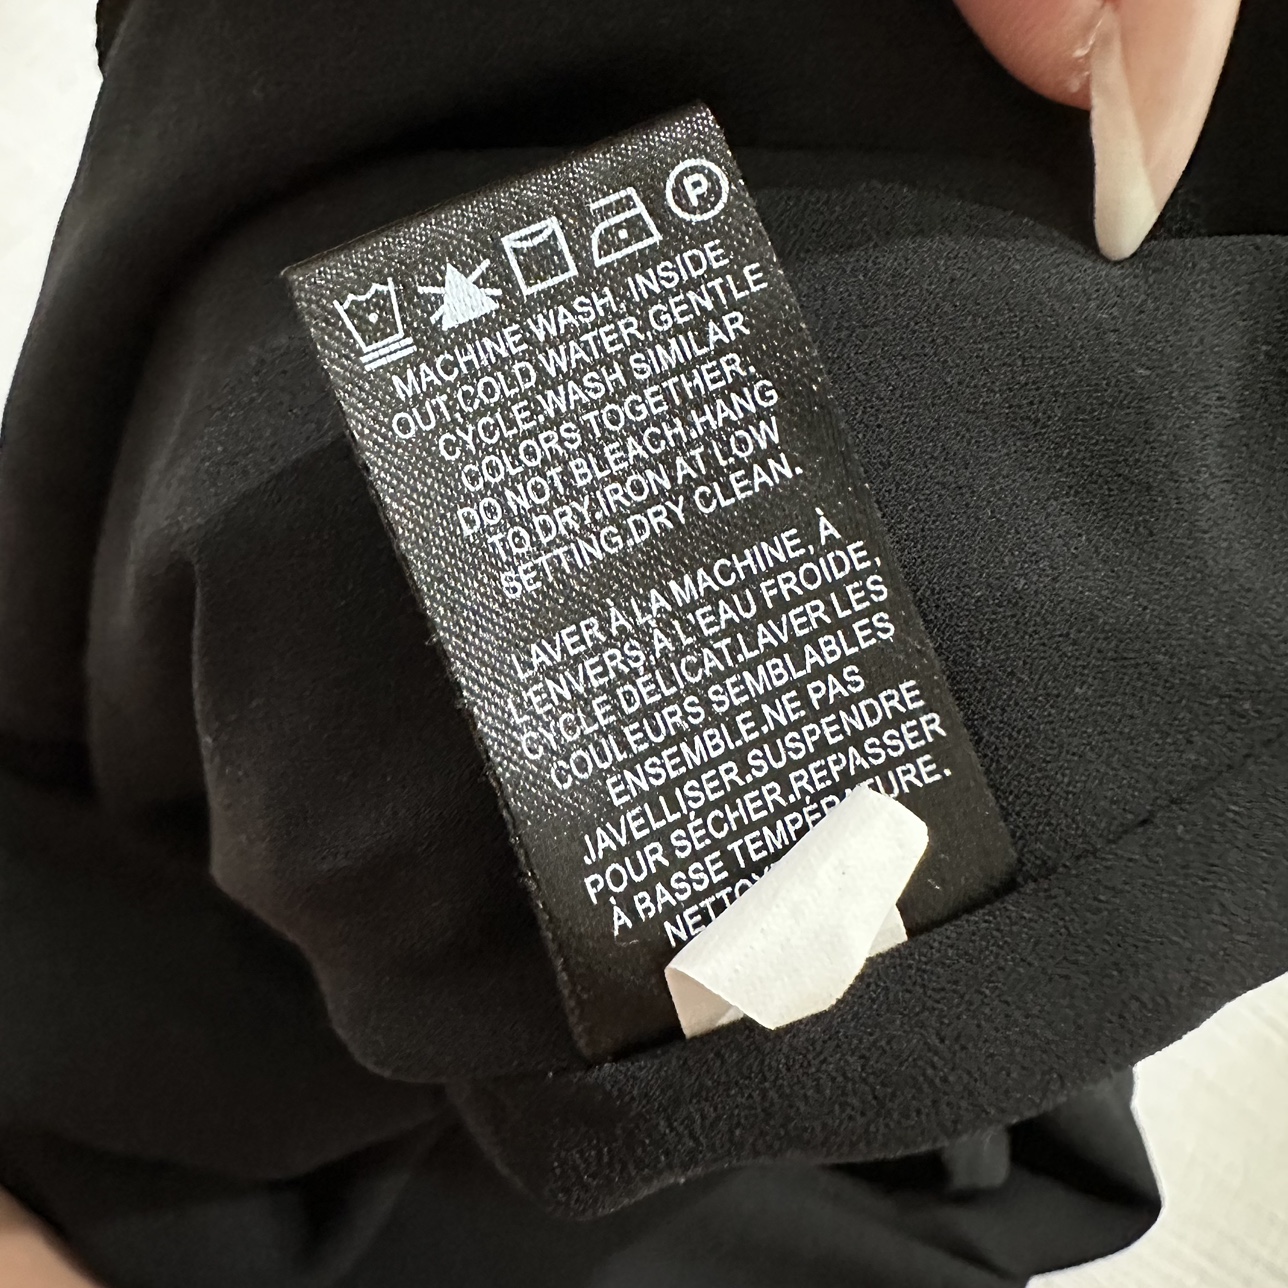 P
MACHINE WASH, INSIDE
OUT,COLD WATER,GENTLE
CYCLE.WASH SIMILAR
COLORS TOGETHER.
DO NOT BLEACH.HANG
TO DRY.IRON AT LOW
SETTING.DRY CLEAN.
LAVER À LA MACHINE, À
L'ENVERS,À L'EAU FROIDE,
CYCLE DÉLICAT.LAVER LES
COULEURS SEMBLABLES
ENSEMBLE.NE PAS
JAVELLISER.SUSPENDRE
POUR SÉCHER.REPASSER
À BASSE TEMPÉRATURE.